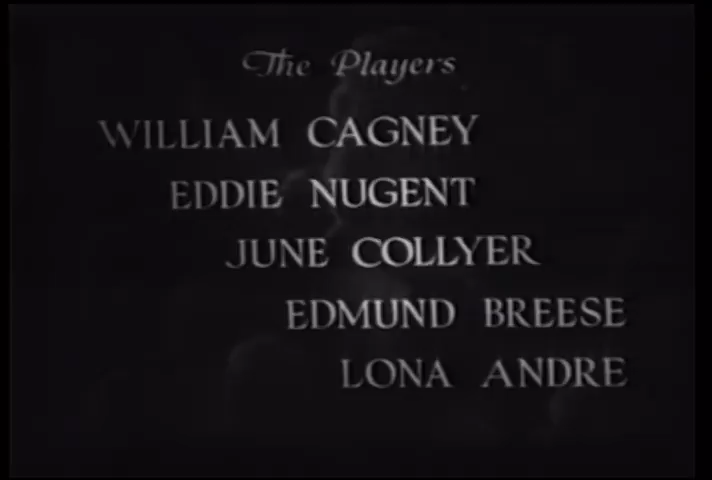 The Players
WILLIAM CAGNEY
EDDIE NUGENT
JUNE COLLYER
EDMUND BREESE
LONA ANDRE